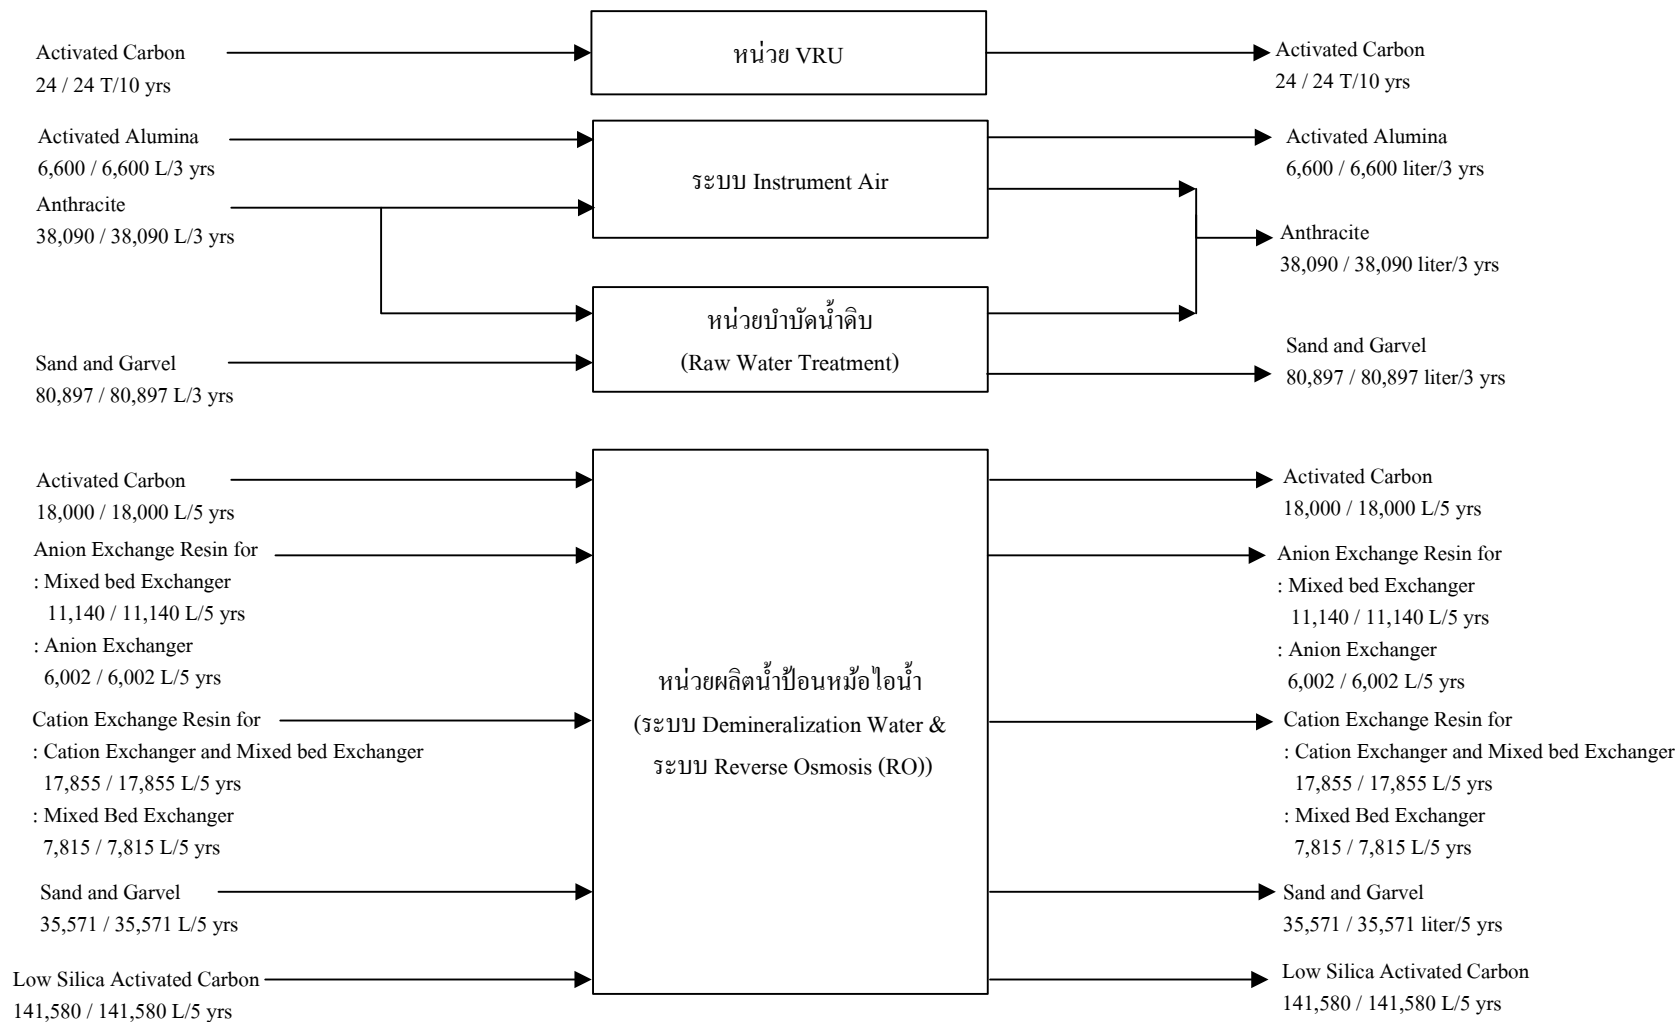 Activated Carbon
24 / 24 T/10 yrs
หน่วย VRU
Activated Carbon
24 / 24 T/10 yrs
Activated Alumina
6,600 / 6,600 L/3 yrs
Anthracite
38,090 / 38,090 L/3 yrs
ระบบ Instrument Air
Activated Alumina
6,600 / 6,600 liter/3 yrs
Anthracite
38,090 / 38,090 liter/3 yrs
Sand and Garvel
80,897 / 80,897 L/3 yrs
หน่วยบำบัดน้ำดิบ
(Raw Water Treatment)
Sand and Garvel
80,897 / 80,897 liter/3 yrs
Activated Carbon
18,000 / 18,000 L/5 yrs
Anion Exchange Resin for
: Mixed bed Exchanger
11,140 / 11,140 L/5 yrs
: Anion Exchanger
6,002 / 6,002 L/5 yrs
Cation Exchange Resin for
: Cation Exchanger and Mixed bed Exchanger
17,855 / 17,855 L/5 yrs
: Mixed Bed Exchanger
7,815 / 7,815 L/5 yrs
Sand and Garvel
35,571 / 35,571 L/5 yrs
Low Silica Activated Carbon
141,580 / 141,580 L/5 yrs
หน่วยผลิตน้ำป้อนหม้อไอน้ำ
(ระบบ Demineralization Water &
ระบบ Reverse Osmosis (RO))
Activated Carbon
18,000 / 18,000 L/5 yrs
Anion Exchange Resin for
: Mixed bed Exchanger
11,140 / 11,140 L/5 yrs
: Anion Exchanger
6,002 / 6,002 L/5 yrs
Cation Exchange Resin for
: Cation Exchanger and Mixed bed Exchanger
17,855 / 17,855 L/5 yrs
: Mixed Bed Exchanger
7,815 / 7,815 L/5 yrs
Sand and Garvel
35,571 / 35,571 liter/5 yrs
Low Silica Activated Carbon
141,580 / 141,580 L/5 yrs